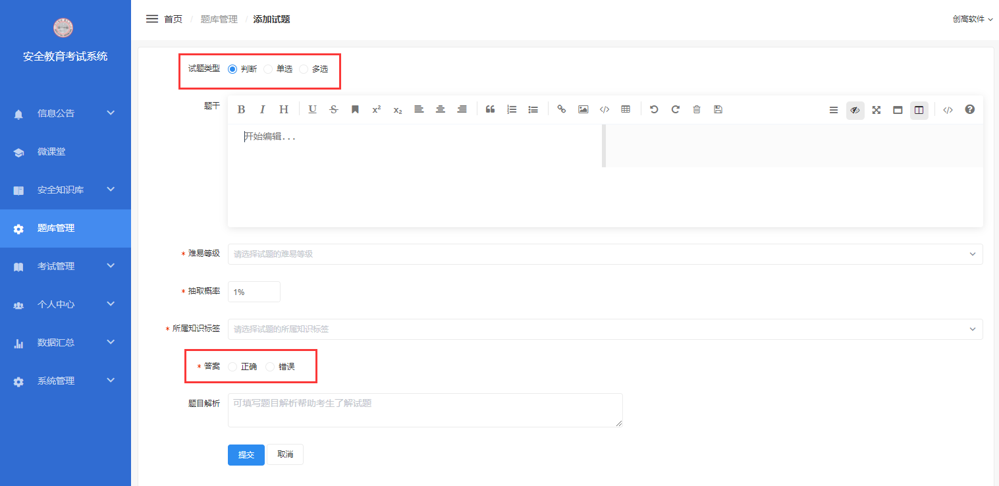 首页 / 题库管理 / 添加试题
创高软件
安全教育考试系统
信息公告
微课堂
安全知识库
题库管理
考试管理
个人中心
数据汇总
系统管理
试题类型 判断 单选 多选
题干
B I H U S x² x₂
开始编辑...
* 难易等级 请选择试题的难易等级
* 抽取概率 1%
* 所属知识标签 请选择试题的所属知识标签
* 答案 正确 错误
题目解析 可填写题目解析帮助考生了解试题
提交 取消